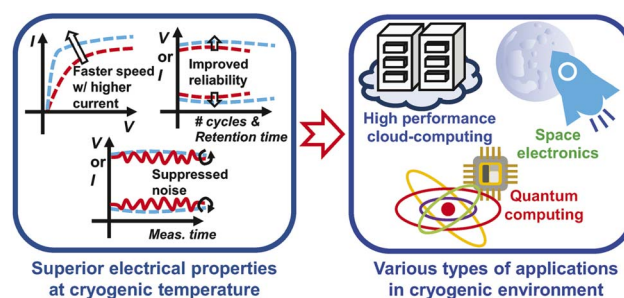 I
Faster speed
w/ higher
current
V
V
or
I
Improved
reliability
# cycles &
Retention time
V
or
I
Suppressed
noise
Meas. time
Superior electrical properties
at cryogenic temperature
High performance
cloud-computing
Space
electronics
Quantum
computing
Various types of applications
in cryogenic environment